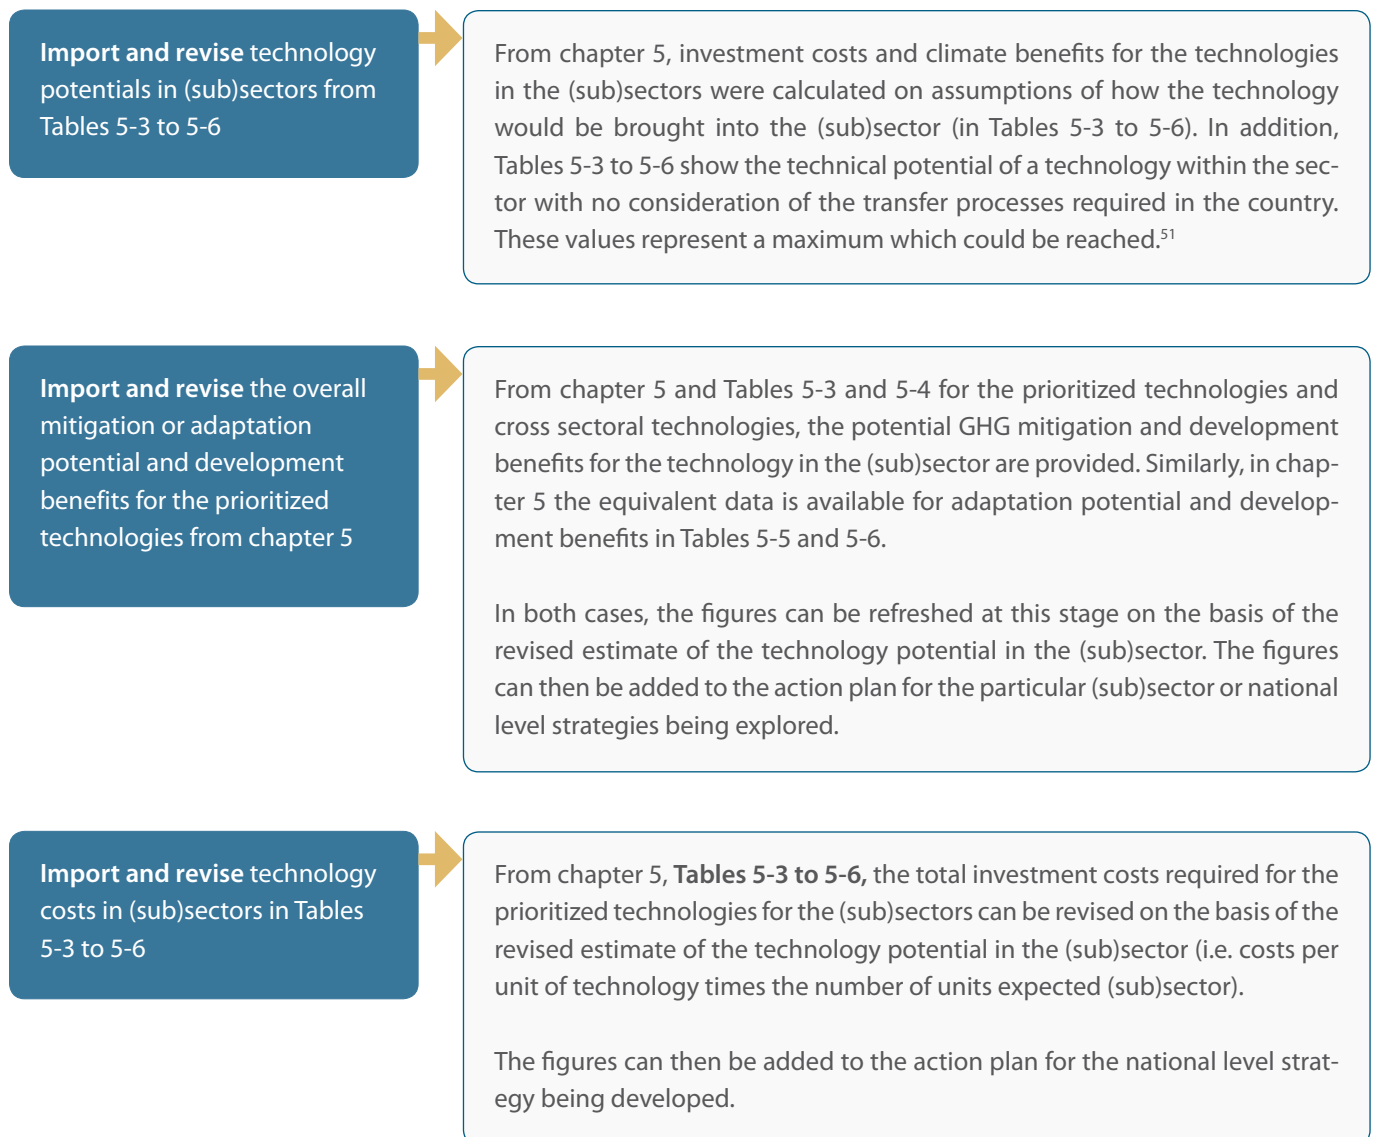 Import and revise technology
potentials in (sub)sectors from
Tables 5-3 to 5-6
From chapter 5, investment costs and climate benefits for the technologies
in the (sub)sectors were calculated on assumptions of how the technology
would be brought into the (sub)sector (in Tables 5-3 to 5-6). In addition,
Tables 5-3 to 5-6 show the technical potential of a technology within the sec-
tor with no consideration of the transfer processes required in the country.
These values represent a maximum which could be reached.51
Import and revise the overall
mitigation or adaptation
potential and development
benefits for the prioritized
technologies from chapter 5
From chapter 5 and Tables 5-3 and 5-4 for the prioritized technologies and
cross sectoral technologies, the potential GHG mitigation and development
benefits for the technology in the (sub)sector are provided. Similarly, in chap-
ter 5 the equivalent data is available for adaptation potential and develop-
ment benefits in Tables 5-5 and 5-6.
In both cases, the figures can be refreshed at this stage on the basis of the
revised estimate of the technology potential in the (sub)sector. The figures
can then be added to the action plan for the particular (sub)sector or national
level strategies being explored.
Import and revise technology
costs in (sub)sectors in Tables
5-3 to 5-6
From chapter 5, Tables 5-3 to 5-6, the total investment costs required for the
prioritized technologies for the (sub)sectors can be revised on the basis of the
revised estimate of the technology potential in the (sub)sector (i.e. costs per
unit of technology times the number of units expected (sub)sector).
The figures can then be added to the action plan for the national level strat-
egy being developed.